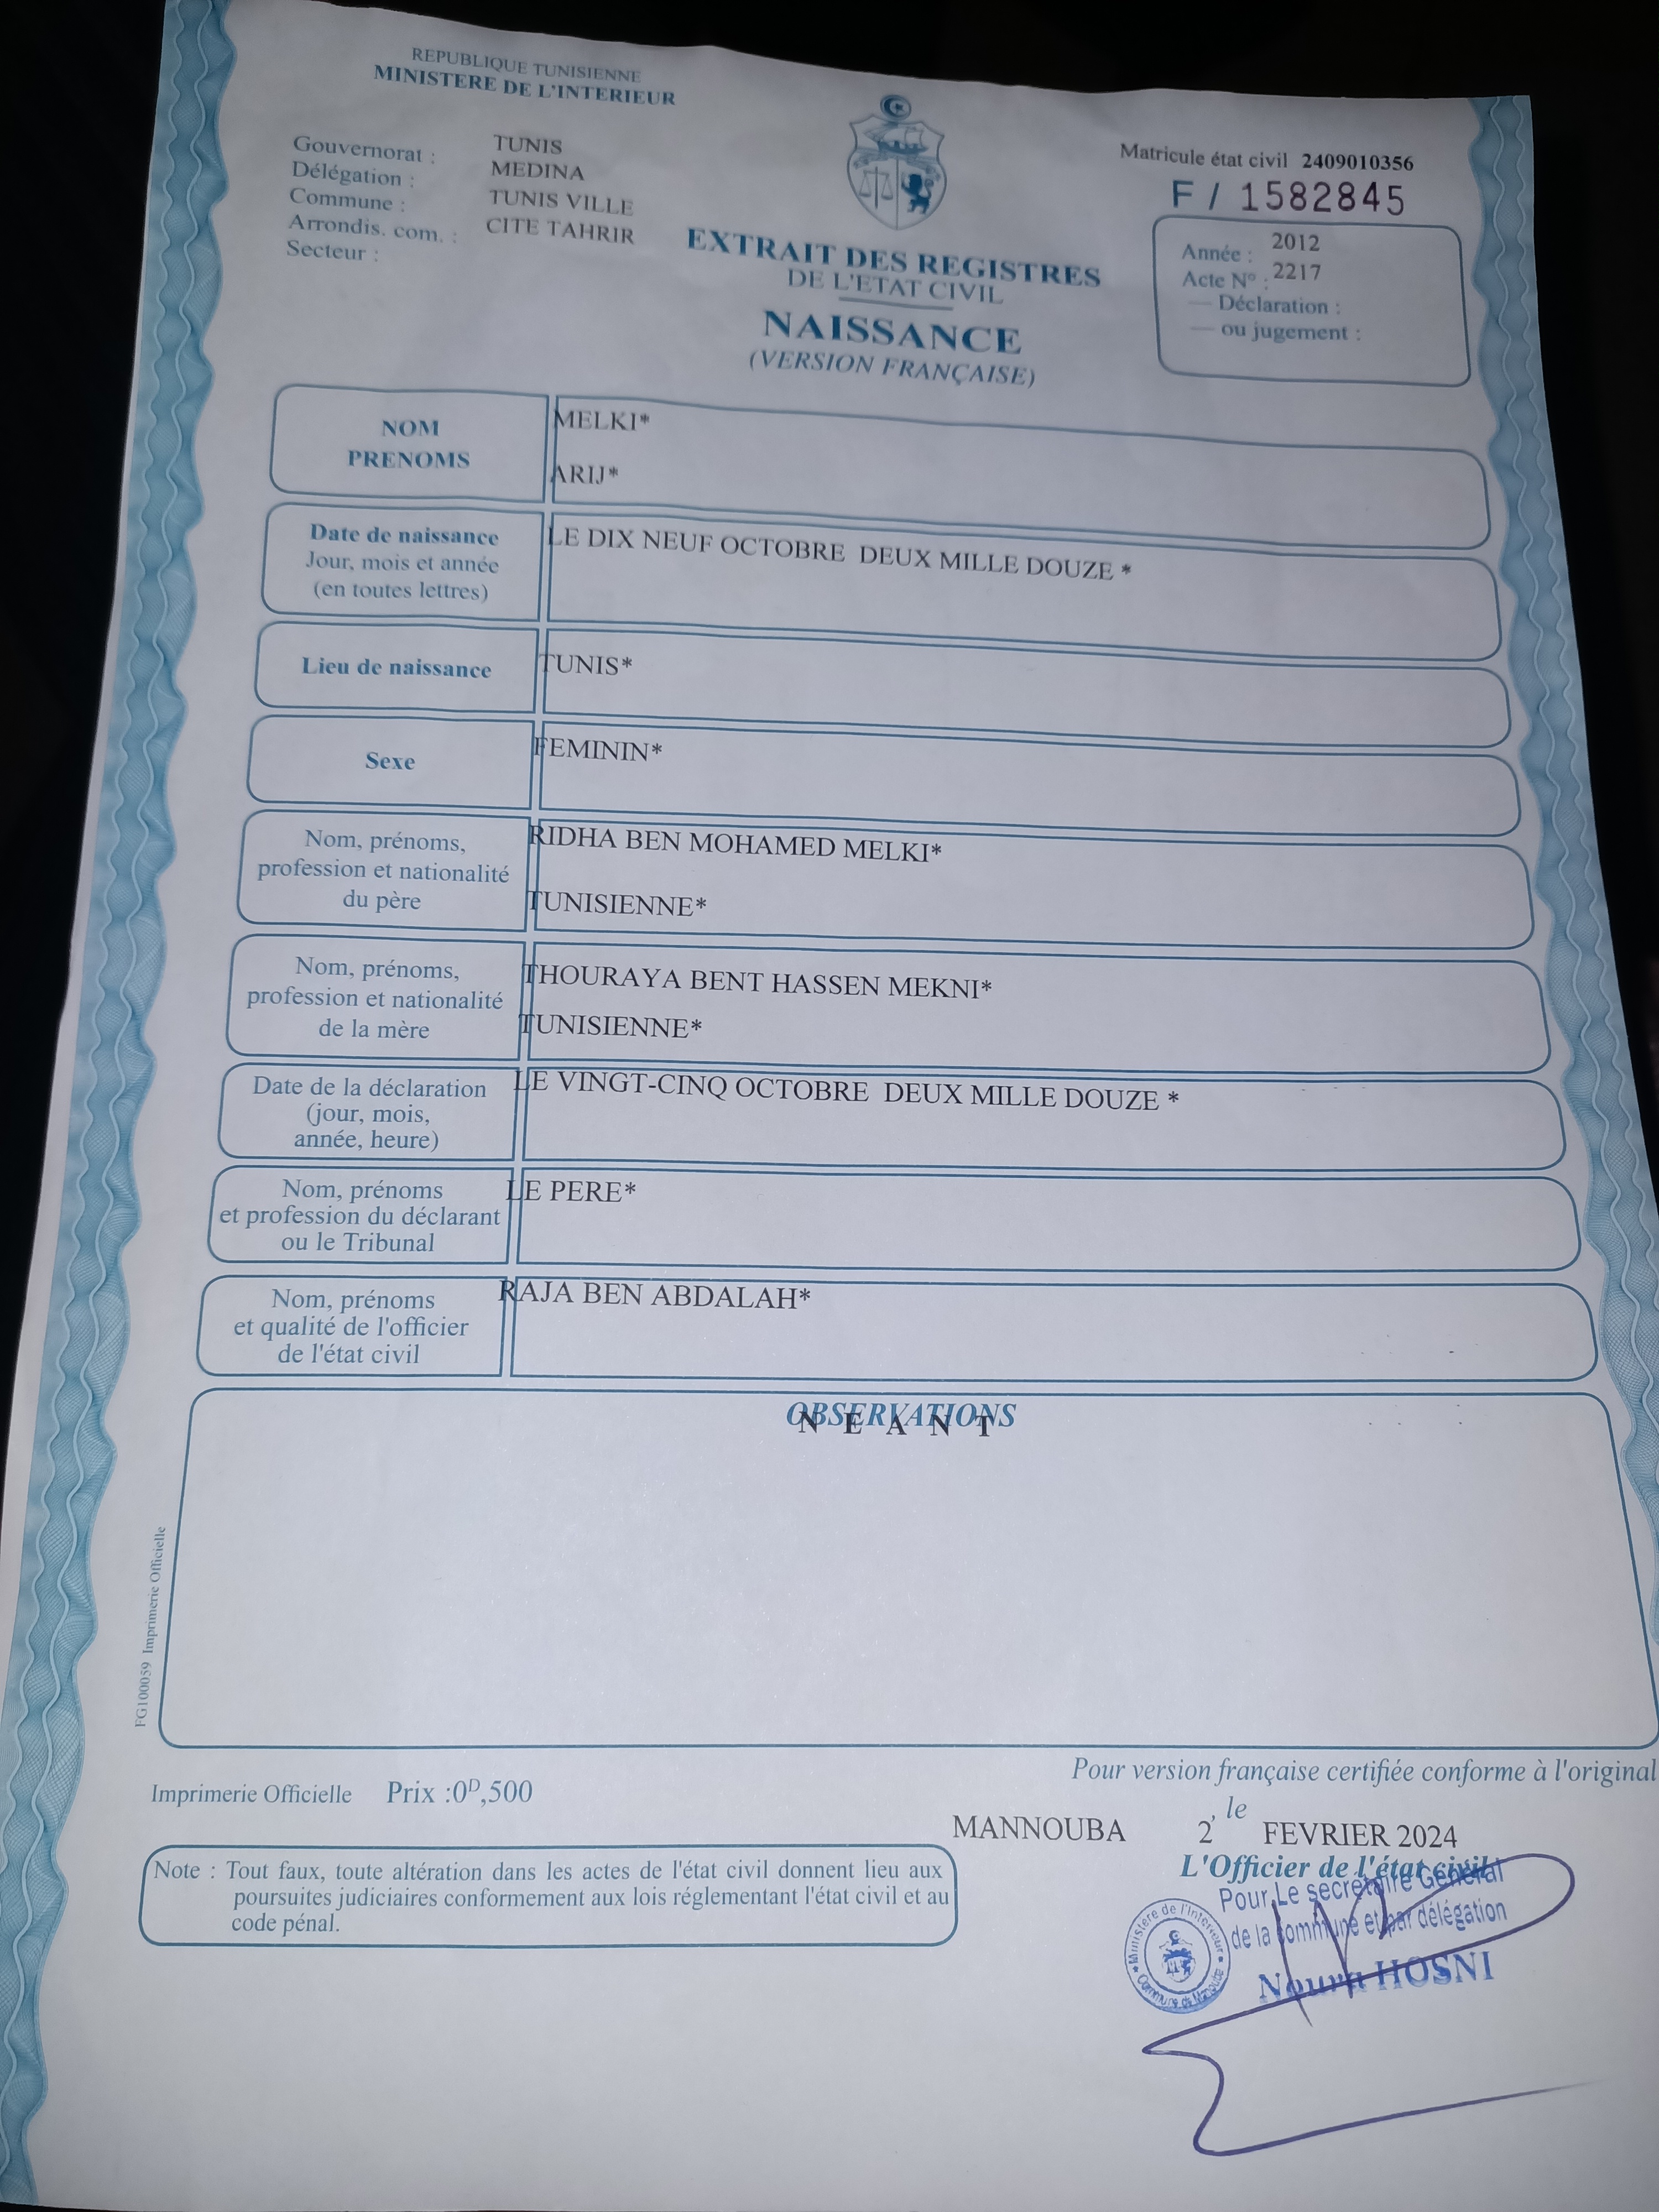 REPUBLIQUE TUNISIENNE
MINISTERE DE L'INTERIEUR
Gouvernorat : TUNIS
Délégation : MEDINA
Commune : TUNIS VILLE
Arrondis. com. : CITE TAHRIR
Secteur :
Matricule état civil 2409010356
F / 1582845
Année : 2012
Acte Nº : 2217
— Déclaration :
— ou jugement :
EXTRAIT DES REGISTRES
DE L'ETAT CIVIL
NAISSANCE
(VERSION FRANÇAISE)
NOM MELKI*
PRENOMS ARIJ*
Date de naissance LE DIX NEUF OCTOBRE DEUX MILLE DOUZE *
Jour, mois et année
(en toutes lettres)
Lieu de naissance TUNIS*
Sexe FEMININ*
Nom, prénoms, RIDHA BEN MOHAMED MELKI*
profession et nationalité
du père TUNISIENNE*
Nom, prénoms, THOURAYA BENT HASSEN MEKNI*
profession et nationalité
de la mère TUNISIENNE*
Date de la déclaration LE VINGT-CINQ OCTOBRE DEUX MILLE DOUZE *
(jour, mois,
année, heure)
Nom, prénoms LE PERE*
et profession du déclarant
ou le Tribunal
Nom, prénoms RAJA BEN ABDALAH*
et qualité de l'officier
de l'état civil
OBSERVATIONS
N E A N T
FG100059 Imprimerie Officielle
Imprimerie Officielle Prix :0ᴰ,500
Pour version française certifiée conforme à l'original
MANNOUBA , le 2 FEVRIER 2024
L'Officier de l'état civil
Pour Le secrétaire Général
de la commune et par délégation
Noura HOSNI
Ministère de l'Interieur
Commune de Manouba
Note : Tout faux, toute altération dans les actes de l'état civil donnent lieu aux
poursuites judiciaires conformement aux lois réglementant l'état civil et au
code pénal.